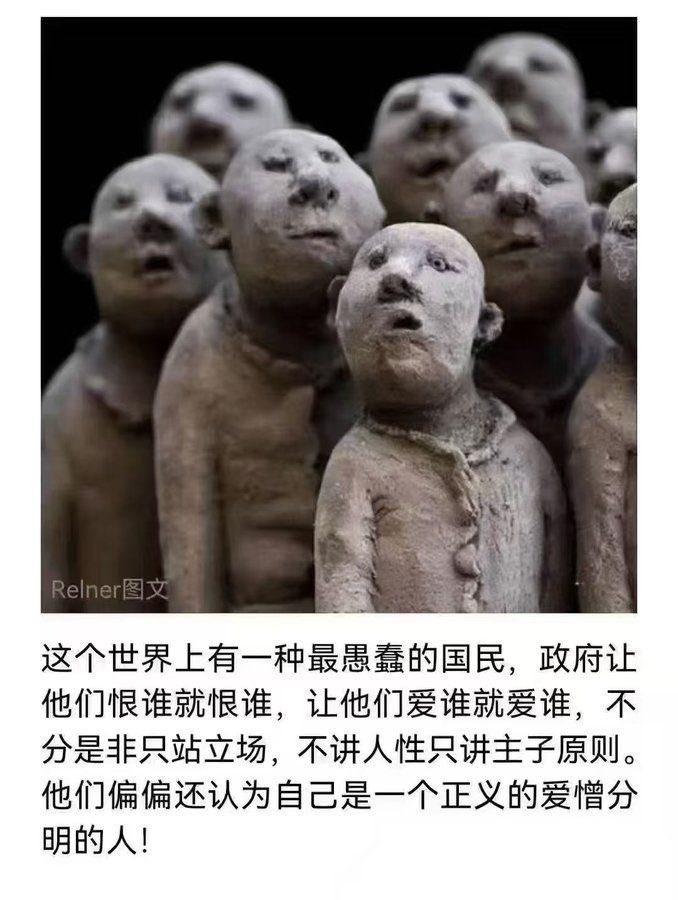 Relner图文
这个世界上有一种最愚蠢的国民，政府让
他们恨谁就恨谁，让他们爱谁就爱谁，不
分是非只站立场，不讲人性只讲主子原则。
他们偏偏还认为自己是一个正义的爱憎分
明的人！